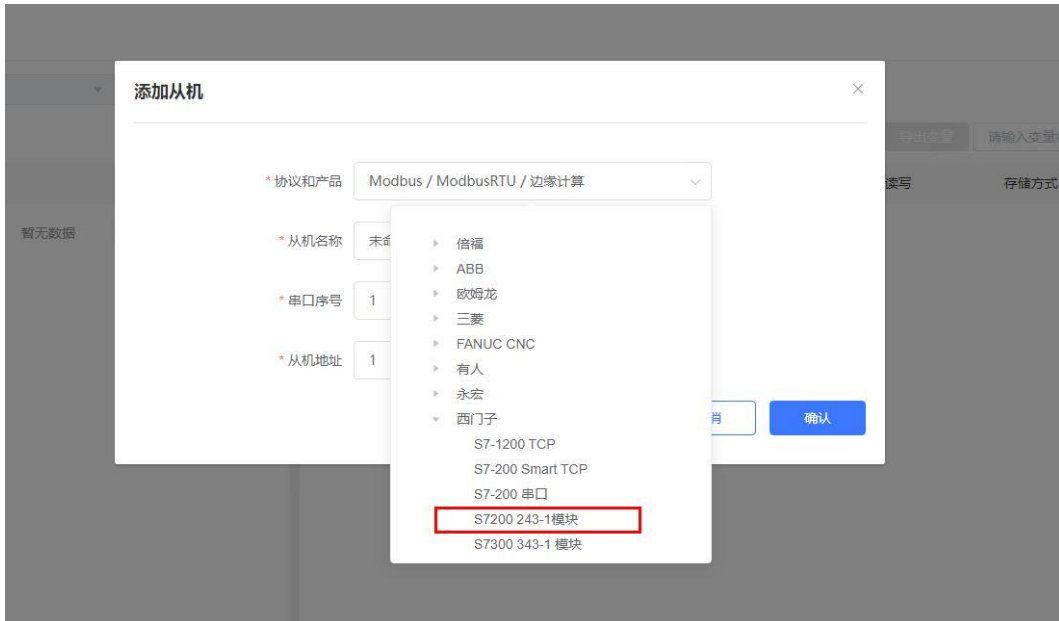 添加从机
导出变量
请输入变量
*协议和产品
Modbus / ModbusRTU / 边缘计算
读写
存储方式
暂无数据
*从机名称
未命
*串口序号
1
*从机地址
1
倍福
ABB
欧姆龙
三菱
FANUC CNC
有人
永宏
西门子
S7-1200 TCP
S7-200 Smart TCP
S7-200 串口
S7200 243-1模块
S7300 343-1 模块
消
确认